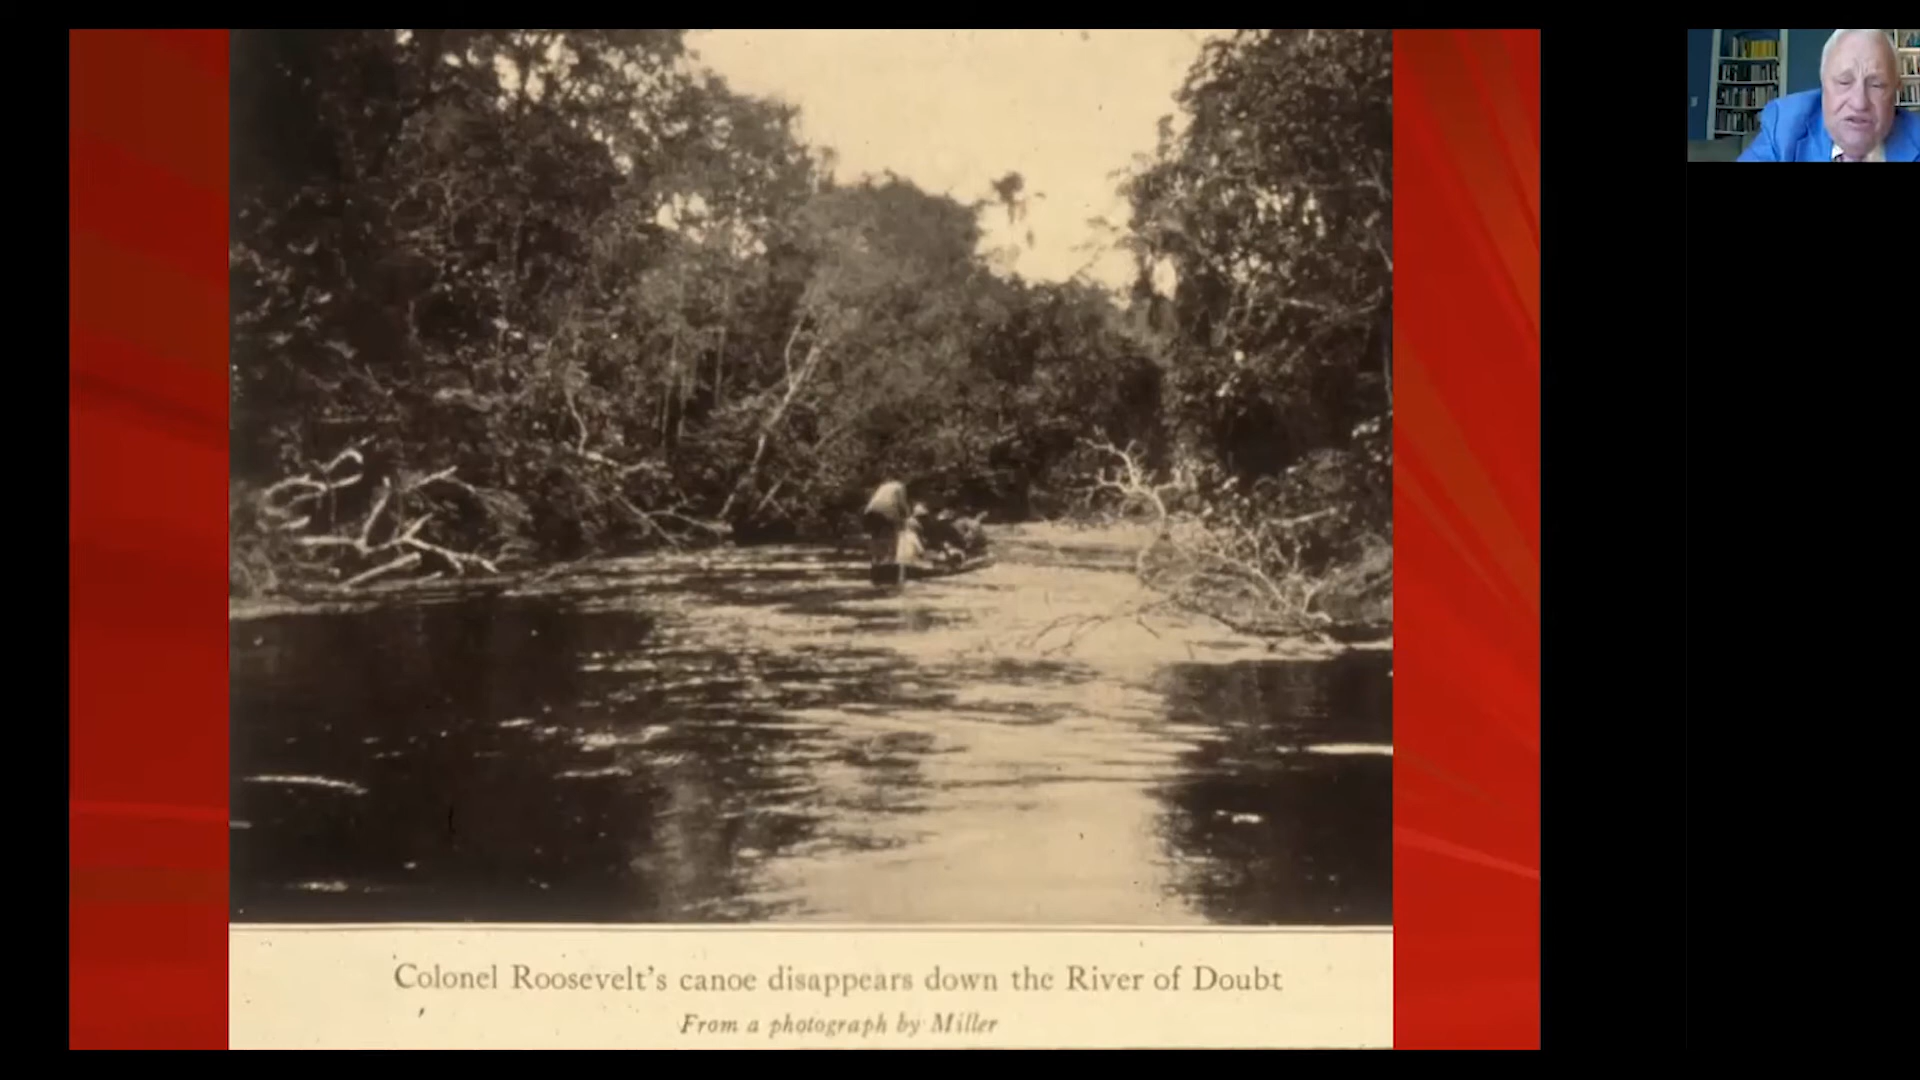 Colonel Roosevelt's canoe disappears down the River of Doubt
From a photograph by Miller